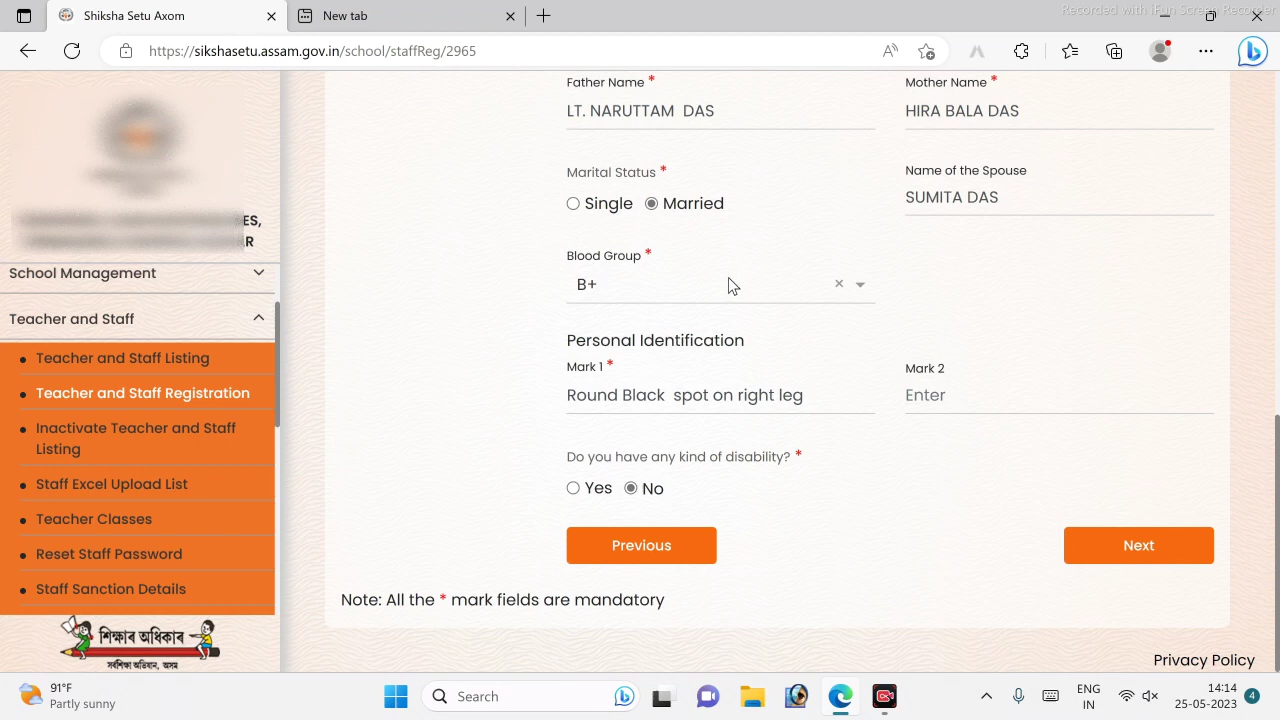 Recorded with iFun Screen Recorder
Shiksha Setu Axom
New tab
https://sikshasetu.assam.gov.in/school/staffReg/2965
ES,
R
School Management
Teacher and Staff
Teacher and Staff Listing
Teacher and Staff Registration
Inactivate Teacher and Staff
Listing
Staff Excel Upload List
Teacher Classes
Reset Staff Password
Staff Sanction Details
শিক্ষাৰ অধিকাৰ
সৰ্বশিক্ষা অভিযান, অসম
Father Name *
Mother Name *
LT. NARUTTAM DAS
HIRA BALA DAS
Marital Status *
Name of the Spouse
Single Married
SUMITA DAS
Blood Group *
B+
Personal Identification
Mark 1 *
Mark 2
Round Black spot on right leg
Enter
Do you have any kind of disability? *
Yes No
Previous
Next
Note: All the * mark fields are mandatory
Privacy Policy
91°F
Partly sunny
Search
ENG
IN
14:14
25-05-2023
4